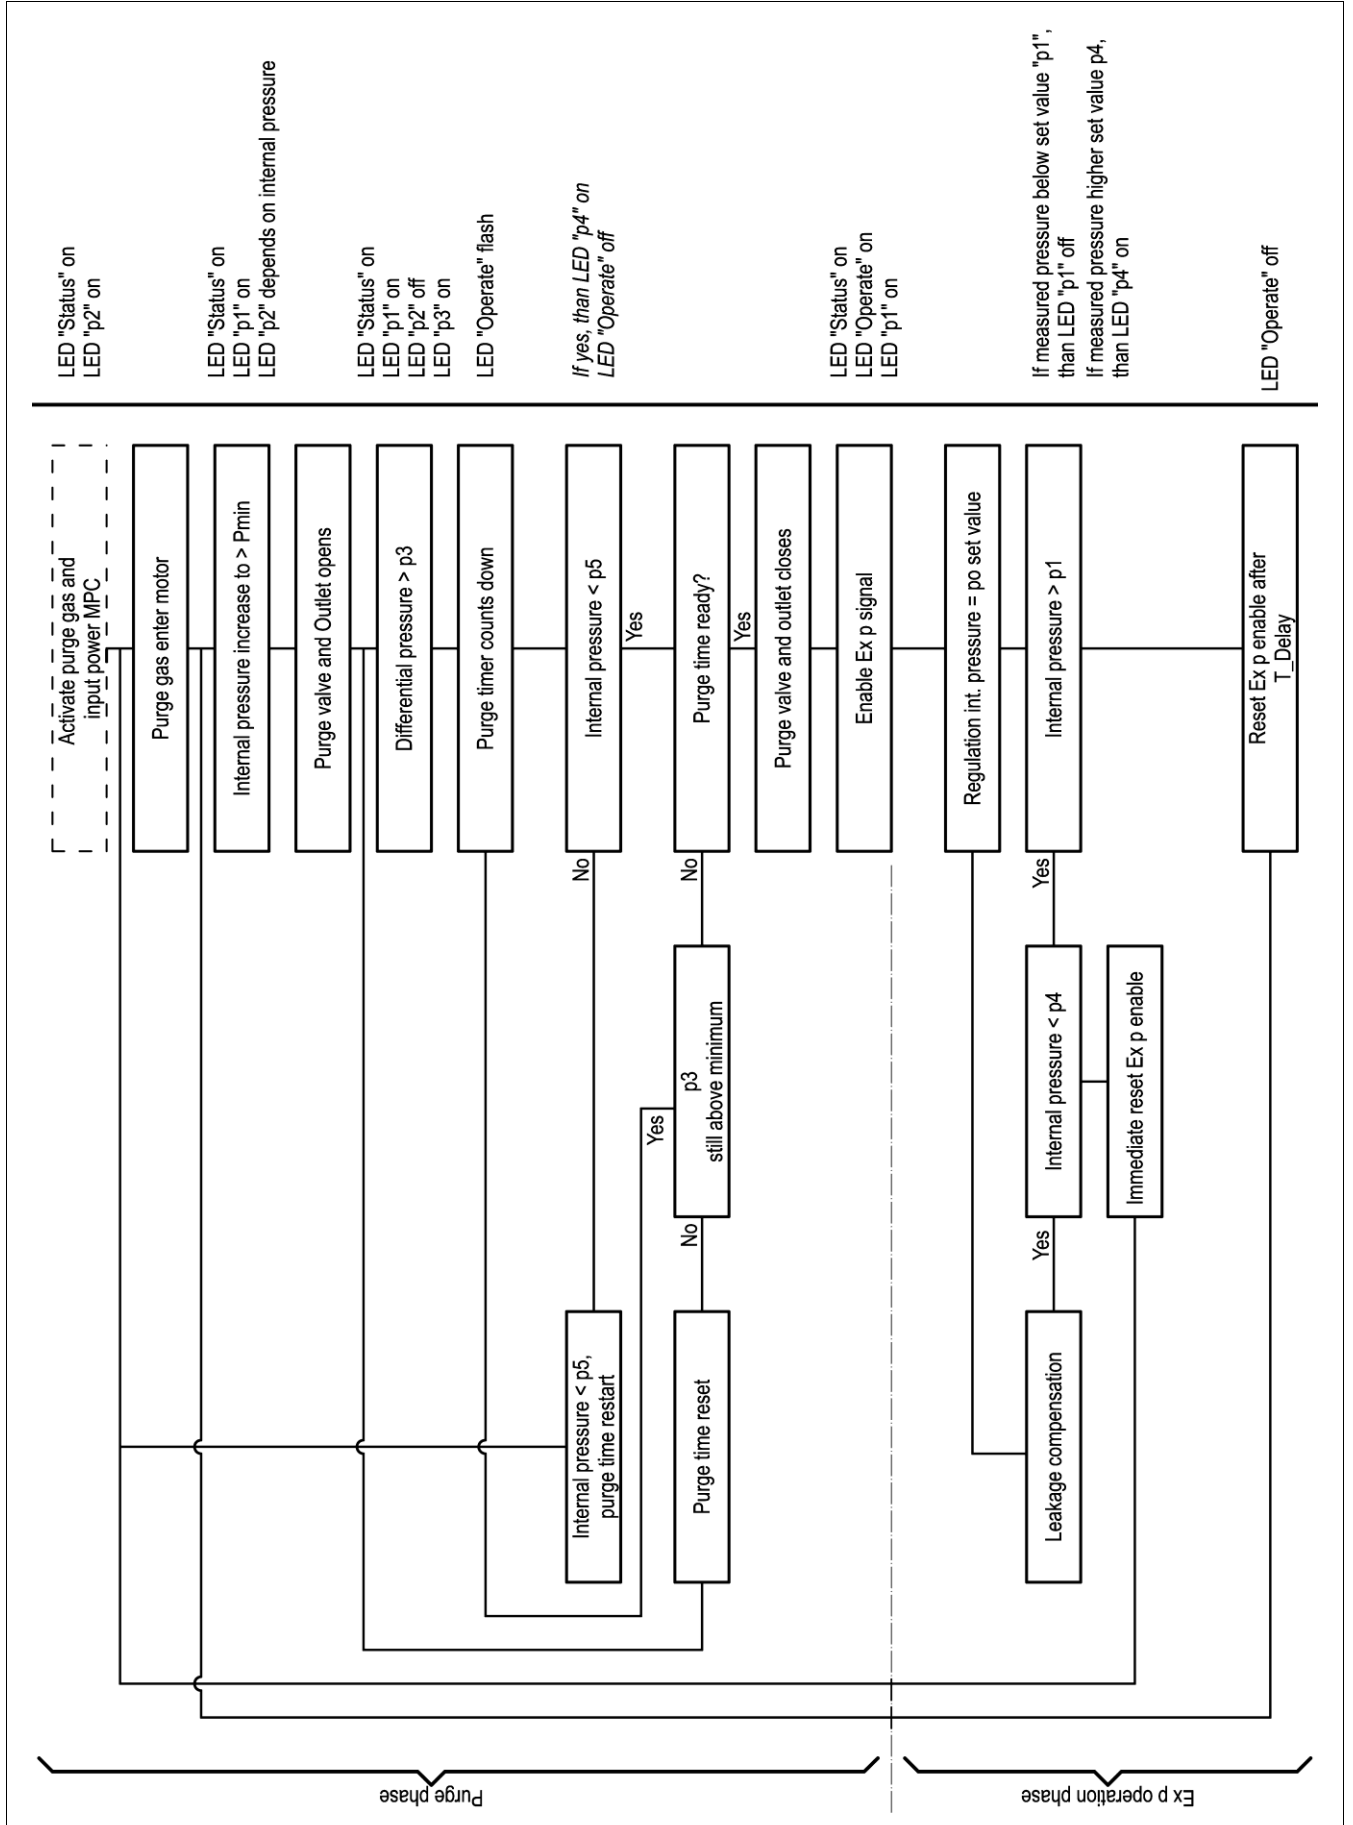 Activate purge gas and
input power MPC
LED "Status" on
LED "p2" on
Purge gas enter motor
Internal pressure increase to > Pmin
LED "Status" on
LED "p1" on
LED "p2" depends on internal pressure
Purge valve and Outlet opens
Differential pressure > p3
LED "Status" on
LED "p1" on
LED "p2" off
LED "p3" on
Purge timer counts down
LED "Operate" flash
Internal pressure < p5,
purge time restart
No
Internal pressure < p5
Yes
If yes, than LED "p4" on
LED "Operate" off
Purge time reset
No
p3
still above minimum
Yes
No
Purge time ready?
Yes
Purge valve and outlet closes
Enable Ex p signal
LED "Status" on
LED "Operate" on
LED "p1" on
Purge phase
Regulation int. pressure = po set value
Leakage compensation
Yes
Internal pressure < p4
Yes
Internal pressure > p1
If measured pressure below set value "p1",
than LED "p1" off
If measured pressure higher set value p4,
than LED "p4" on
Immediate reset Ex p enable
Reset Ex p enable after
T_Delay
LED "Operate" off
Ex p operation phase